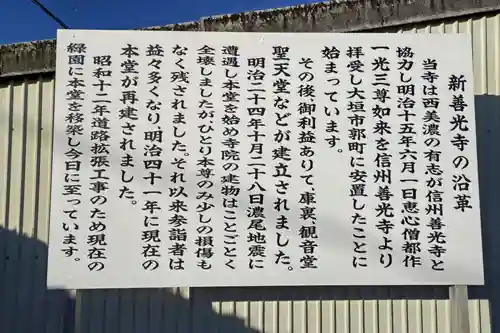 新善光寺の沿革
当寺は西美濃の有志が信州善光寺と
協力し明治十五年六月一日恵心僧都作
一光三尊如来を信州善光寺より
拝受し大垣市郭町に安置したことに
始まっています。
その後御利益ありて、庫裏、観音堂
聖天堂などが建立されました。
明治二十四年十月二十八日濃尾地震に
遭遇し本堂を始め寺院の建物はことごとく
全壊しましたがひとり本尊のみ少しの損傷も
なく残されました。それ以来参詣者は
益々多くなり明治四十一年に現在の
本堂が再建されました。
昭和十二年道路拡張工事のため現在の
緑園に本堂を移築し今日に至っています。